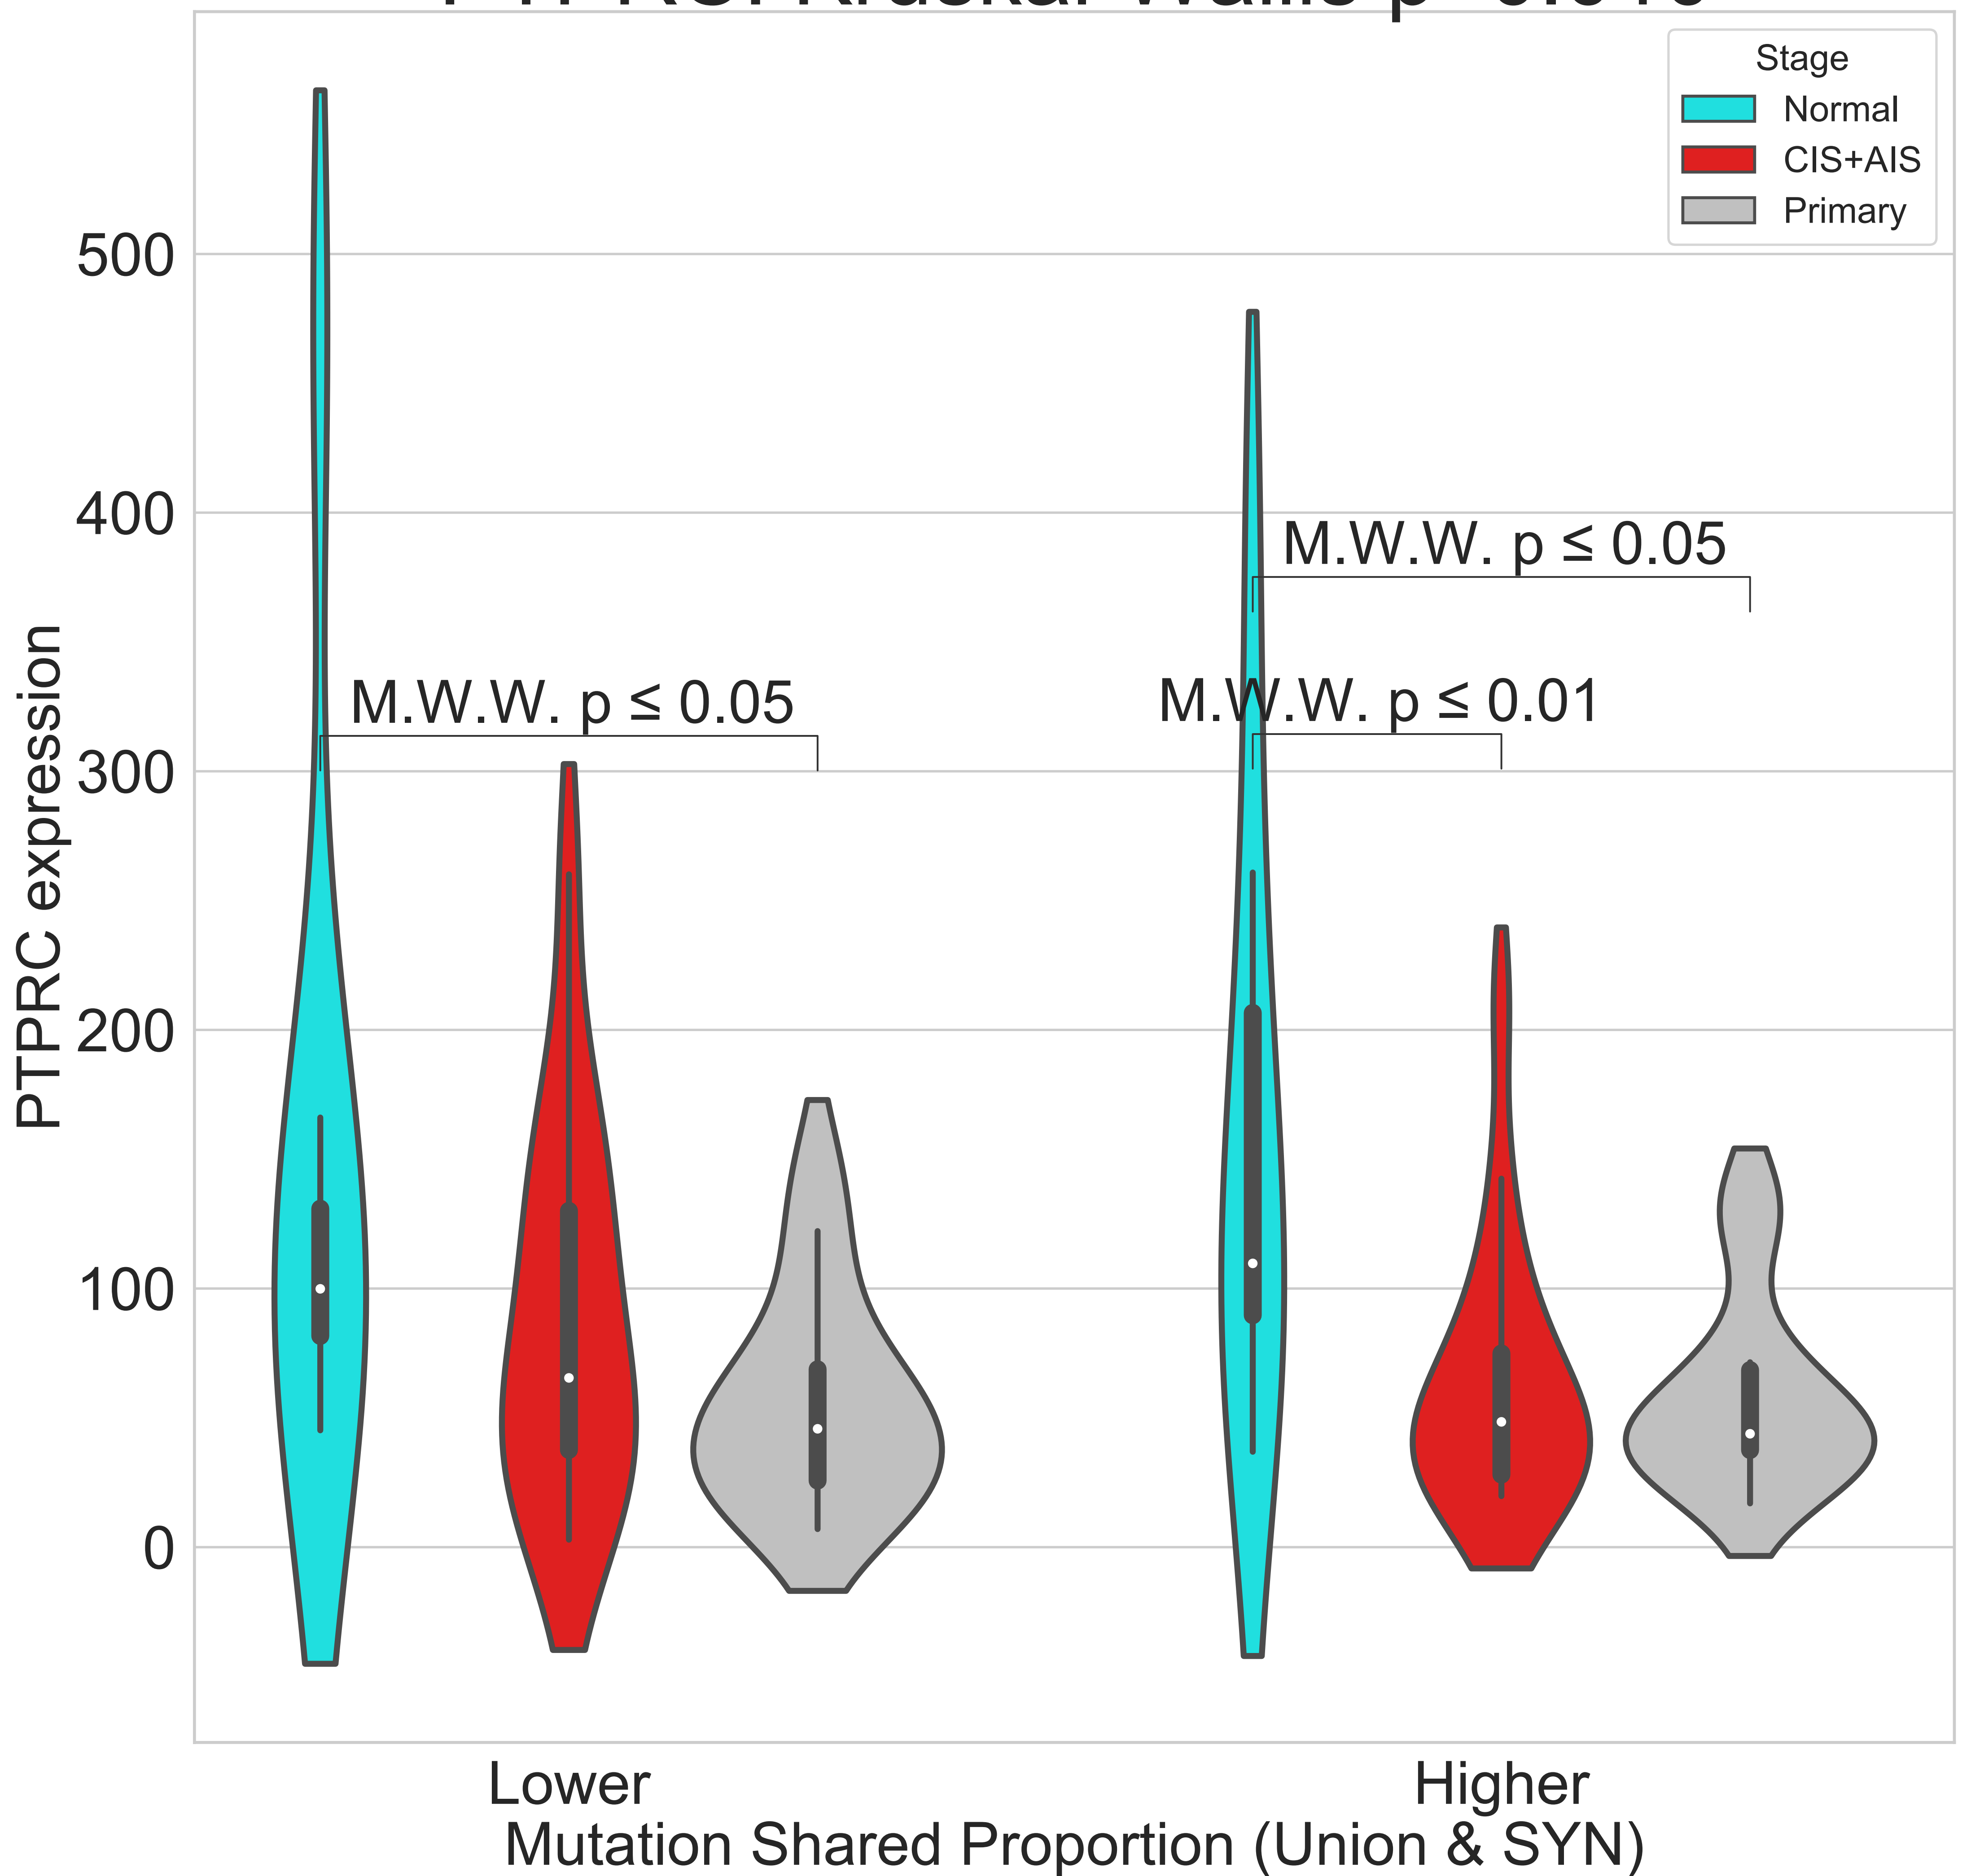 Stage
Normal
CIS+AIS
Primary
500
400
300
200
100
0
PTPRC expression
M.W.W. p ≤ 0.05
M.W.W. p ≤ 0.05
M.W.W. p ≤ 0.01
Lower
Higher
Mutation Shared Proportion (Union & SYN)